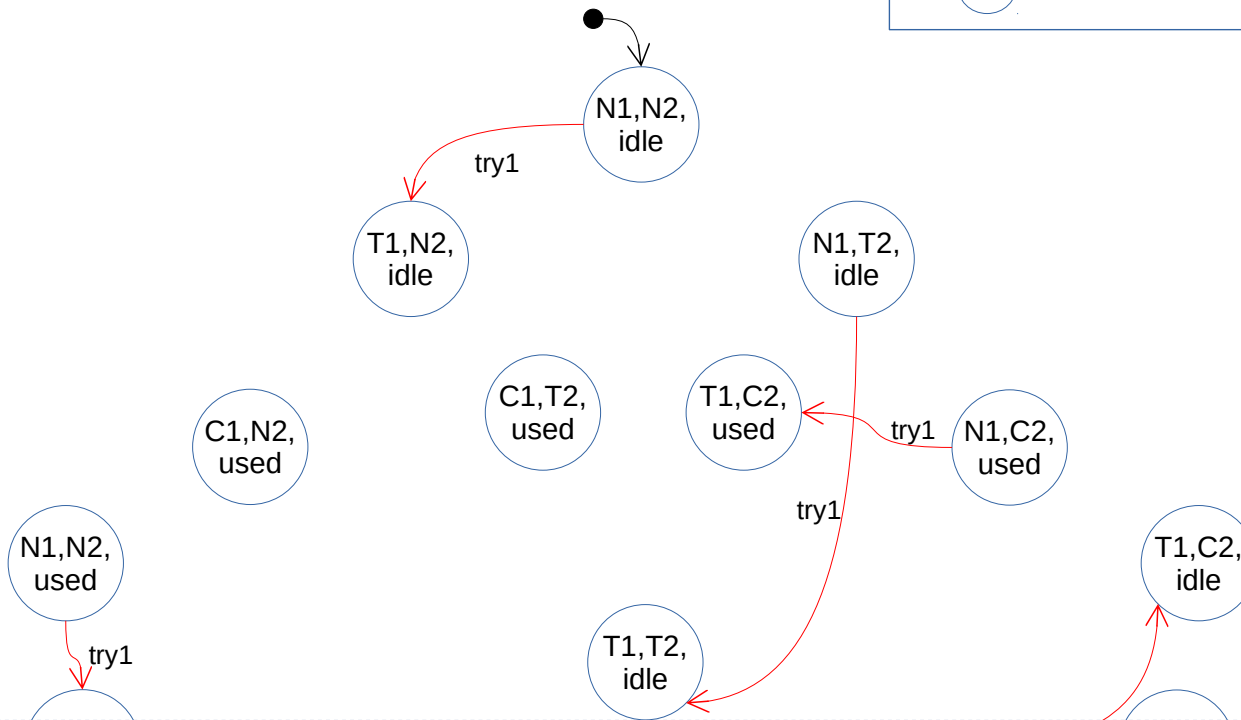 N1,N2,
idle
try1
T1,N2,
idle
N1,T2,
idle
C1,T2,
used
T1,C2,
used
C1,N2,
used
try1
N1,C2,
used
try1
N1,N2,
used
T1,C2,
idle
try1
T1,T2,
idle